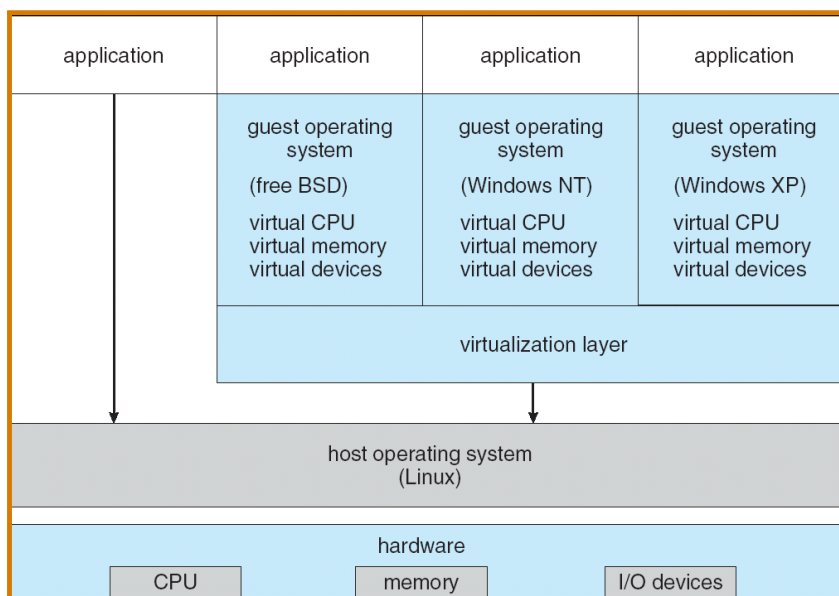 application
application
application
application
guest operating
system
(free BSD)
virtual CPU
virtual memory
virtual devices
guest operating
system
(Windows NT)
virtual CPU
virtual memory
virtual devices
guest operating
system
(Windows XP)
virtual CPU
virtual memory
virtual devices
virtualization layer
host operating system
(Linux)
hardware
CPU
memory
I/O devices